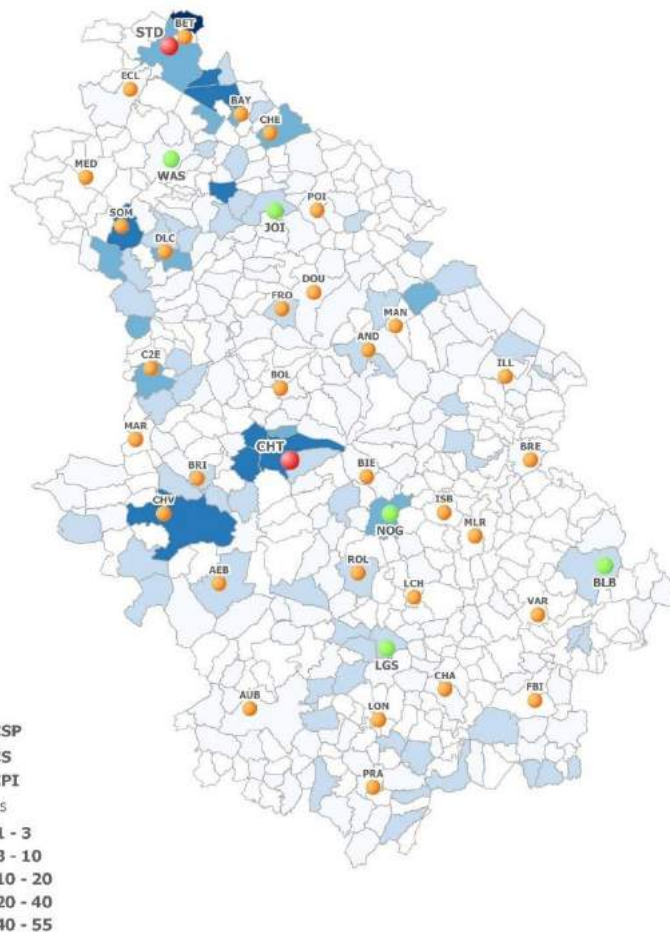 BET
STD
ECL
BAY
CHE
MED
WAS
SOM
POI
JOI
DLC
DOU
FRO
MAN
AND
C2E
ILL
BOL
MAR
CHT
BRE
BRI
BIE
CHV
ISB
NOG
MLR
ROL
AEB
BLB
LCH
VAR
LGS
CHA
FBI
AUB
LON
PRA
SP
S
PI
s
1 - 3
3 - 10
10 - 20
20 - 40
40 - 55